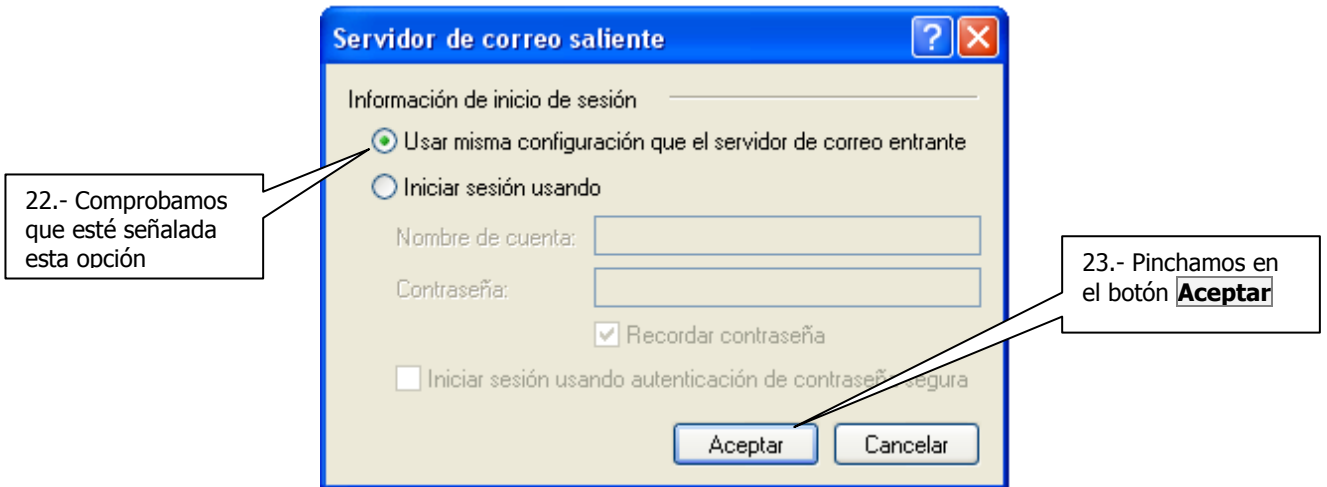 Servidor de correo saliente
Información de inicio de sesión
Usar misma configuración que el servidor de correo entrante
Iniciar sesión usando
22.- Comprobamos
que esté señalada
esta opción
Nombre de cuenta:
Contraseña:
Recordar contraseña
Iniciar sesión usando autenticación de contraseña segura
23.- Pinchamos en
el botón Aceptar
Aceptar
Cancelar